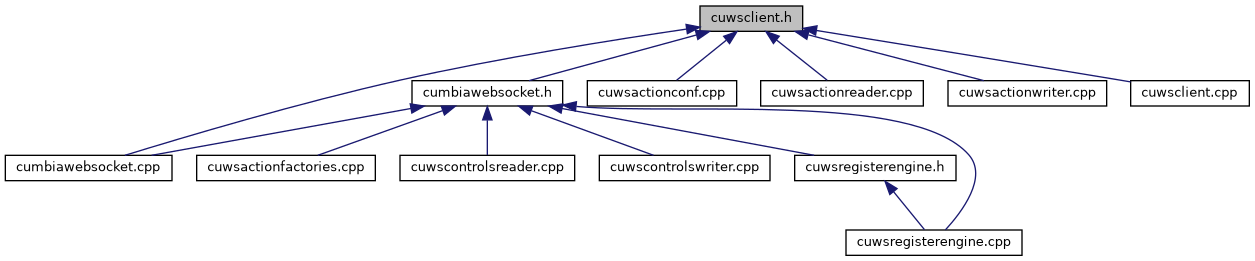 cuwsclient.h
cumbiawebsocket.h
cuwsactionconf.cpp
cuwsactionreader.cpp
cuwsactionwriter.cpp
cuwsclient.cpp
cumbiawebsocket.cpp
cuwsactionfactories.cpp
cuwscontrolsreader.cpp
cuwscontrolswriter.cpp
cuwsregisterengine.h
cuwsregisterengine.cpp